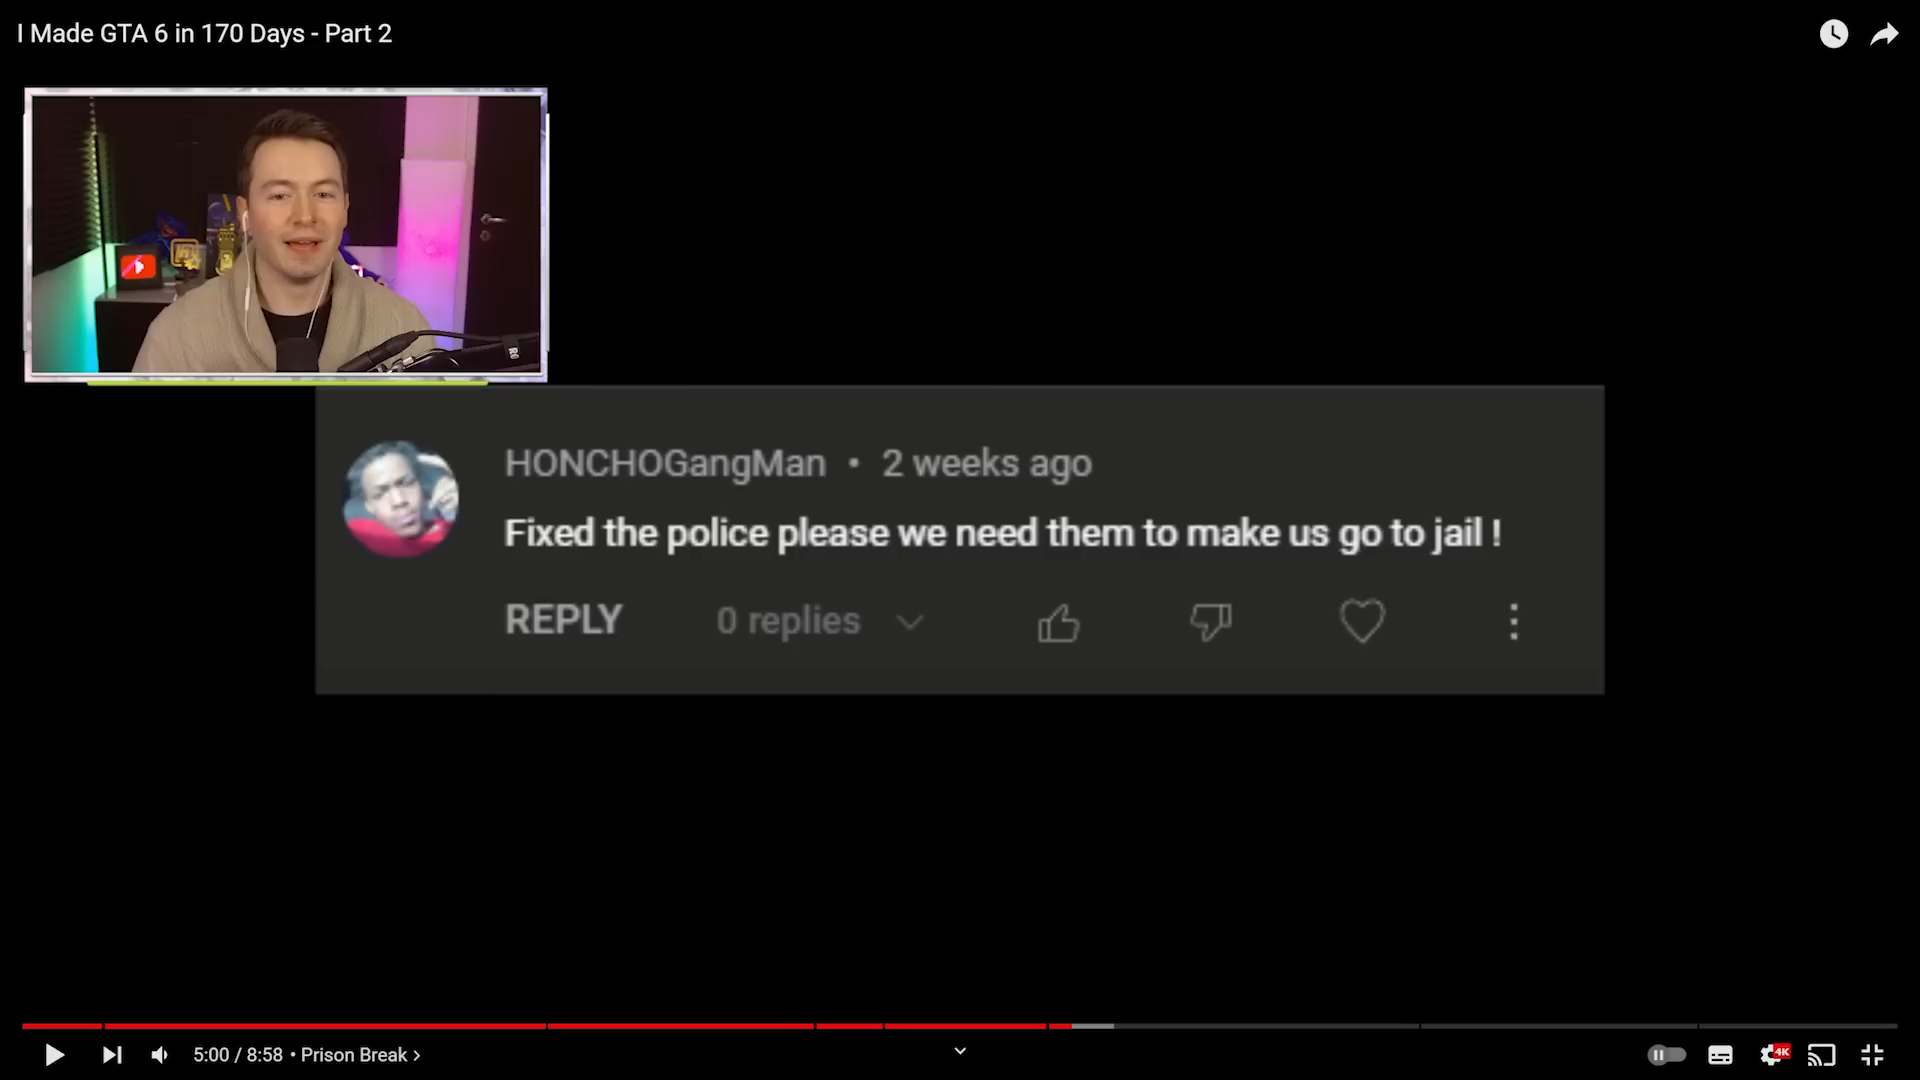 I Made GTA 6 in 170 Days - Part 2
HONCHOGangMan • 2 weeks ago
Fixed the police please we need them to make us go to jail !
REPLY 0 replies
5:00 / 8:58 • Prison Break ›
4K